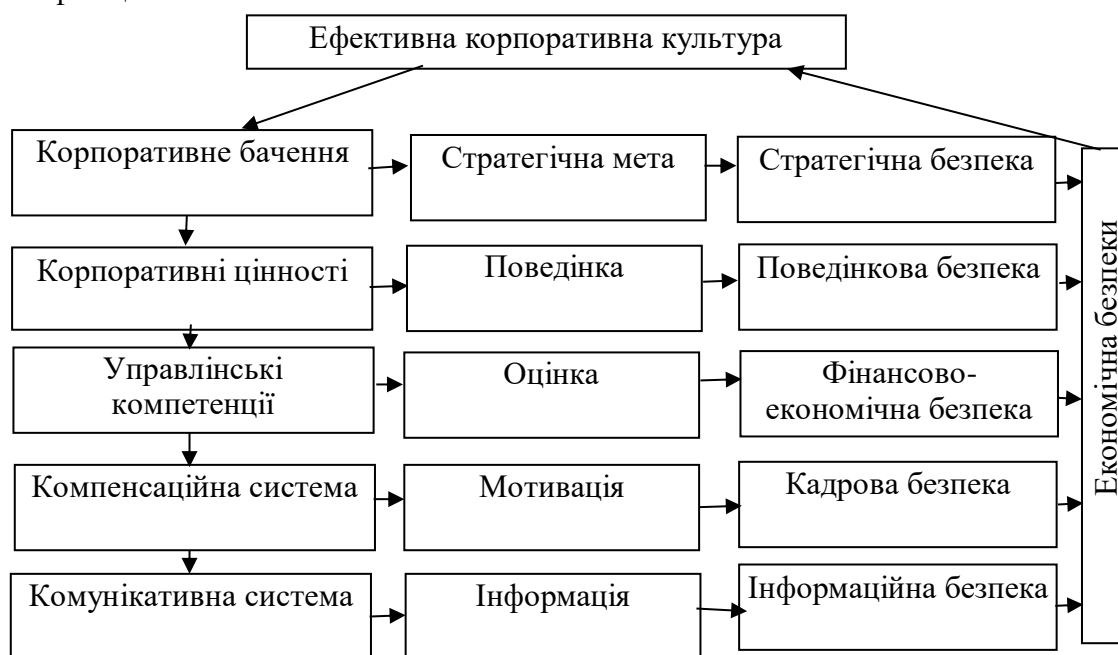 Ефективна корпоративна культура
Корпоративне бачення
Стратегічна мета
Стратегічна безпека
Корпоративні цінності
Поведінка
Поведінкова безпека
Управлінські
компетенції
Оцінка
Фінансово-
економічна безпека
Компенсаційна система
Мотивація
Кадрова безпека
Комунікативна система
Інформація
Інформаційна безпека
Економічна безпеки